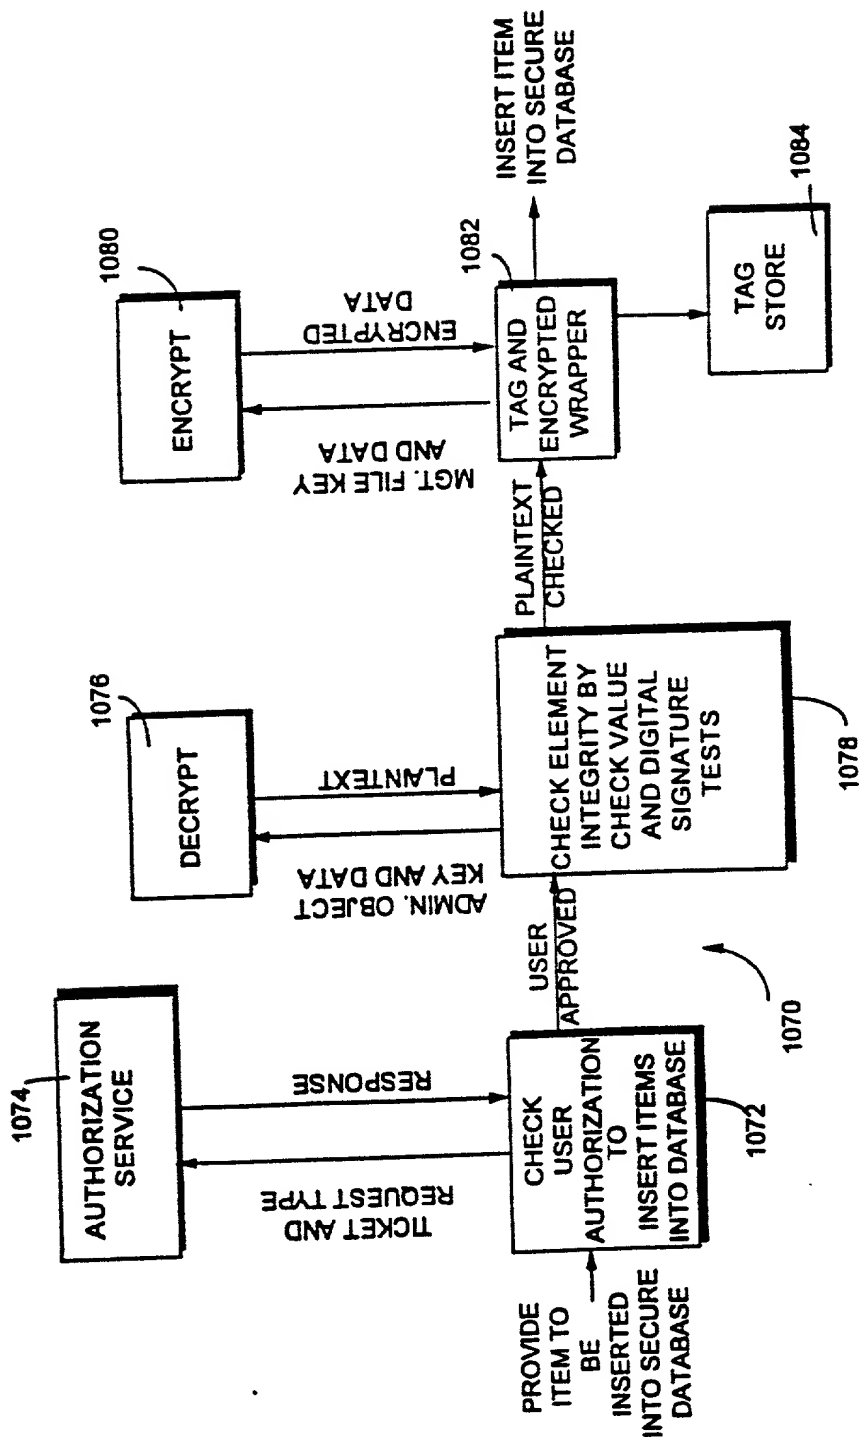 PROVIDE
ITEM TO
BE
INSERTED
INTO SECURE
DATABASE
CHECK
USER
AUTHORIZATION
TO
INSERT ITEMS
INTO DATABASE
1072
1070
TICKET AND
REQUEST TYPE
RESPONSE
AUTHORIZATION
SERVICE
1074
USER
APPROVED
CHECK ELEMENT
INTEGRITY BY
CHECK VALUE
AND DIGITAL
SIGNATURE
TESTS
1078
ADMIN. OBJECT
KEY AND DATA
PLAINTEXT
DECRYPT
1076
PLAINTEXT
CHECKED
TAG AND
ENCRYPTED
WRAPPER
1082
MGT. FILE KEY
AND DATA
ENCRYPTED
DATA
ENCRYPT
1080
INSERT ITEM
INTO SECURE
DATABASE
TAG
STORE
1084